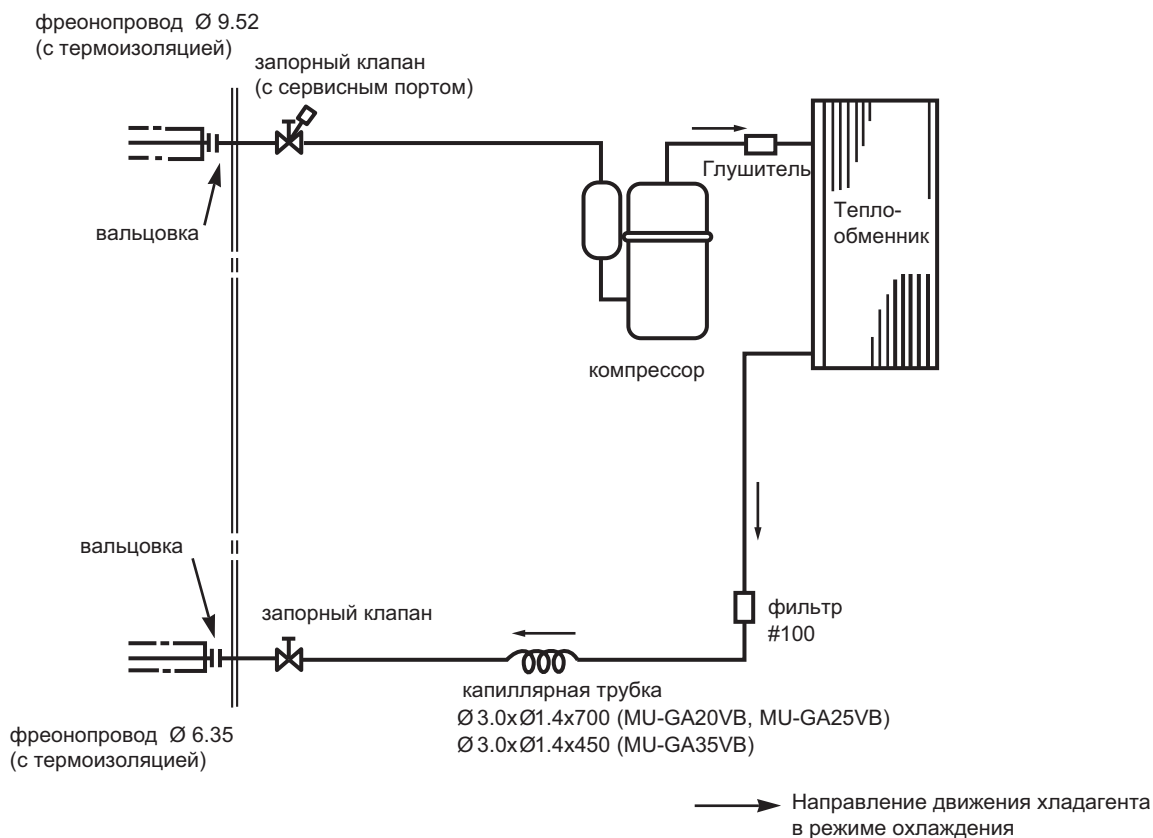 фреонопровод Ø 9.52
(с термоизоляцией)
запорный клапан
(с сервисным портом)
Глушитель
вальцовка
Тепло-
обменник
компрессор
вальцовка
запорный клапан
фильтр
#100
капиллярная трубка
Ø 3.0xØ1.4x700 (MU-GA20VB, MU-GA25VB)
Ø 3.0xØ1.4x450 (MU-GA35VB)
фреонопровод Ø 6.35
(с термоизоляцией)
Направление движения хладагента
в режиме охлаждения